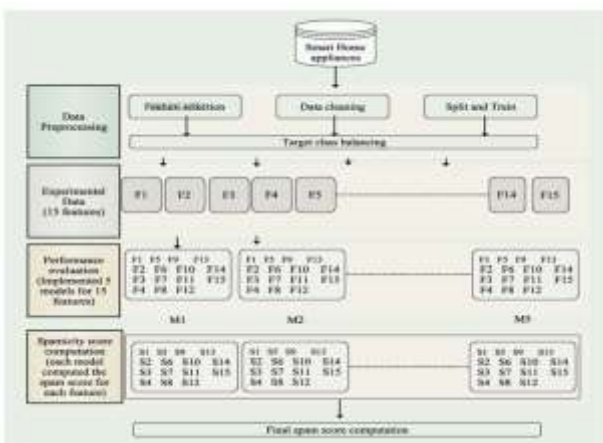 Smart Home
appliances
Data
Preprocessing
Data cleaning
Split and Train
Target class balancing
Experimental
Data
(15 features)
F1 F2 F3 F4 F5 F14 F15
Performance
evaluation
(Implemented 5
models for 15
features)
F1 F5 F9 F13
F2 F6 F10 F14
F3 F7 F11 F15
F4 F8 F12
F1 F5 F9 F13
F2 F6 F10 F14
F3 F7 F11 F15
F4 F8 F12
F1 F5 F9 F13
F2 F6 F10 F14
F3 F7 F11 F15
F4 F8 F12
M1 M2 M5
Spamicity score
computation
(each model
computed the
spam score for
each feature)
S1 S5 S9 S13
S2 S6 S10 S14
S3 S7 S11 S15
S4 S8 S12
S1 S5 S9 S13
S2 S6 S10 S14
S3 S7 S11 S15
S4 S8 S12
S1 S5 S9 S13
S2 S6 S10 S14
S3 S7 S11 S15
S4 S8 S12
Final spam score computation